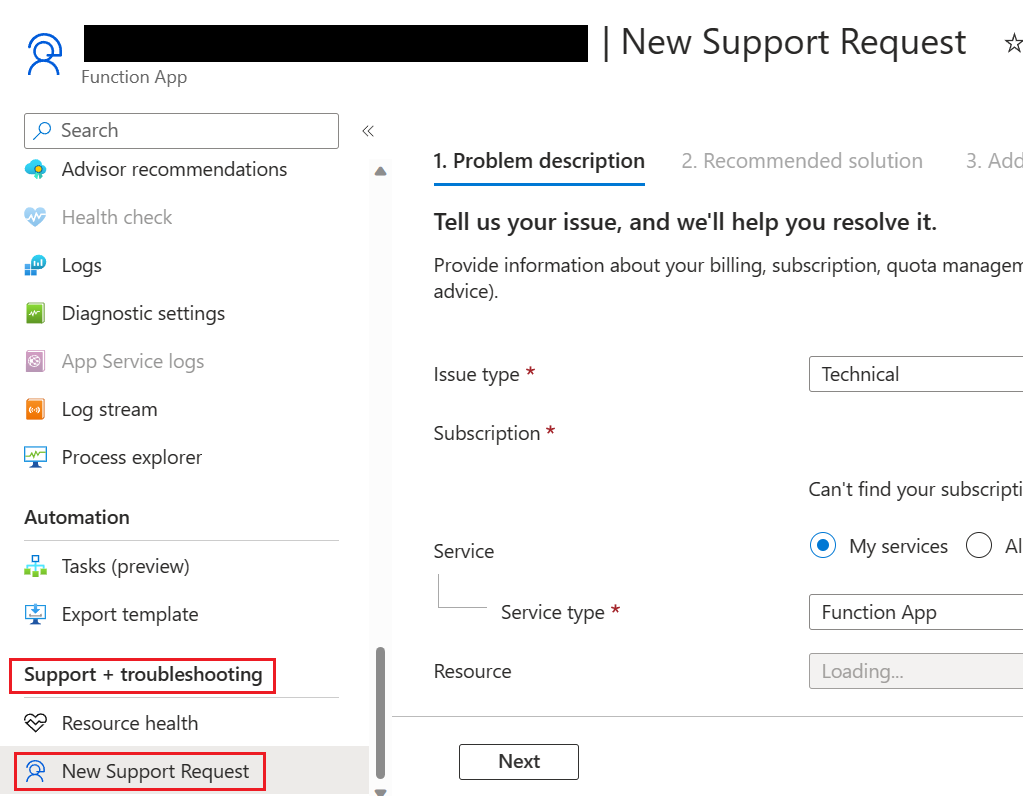 | New Support Request
Function App
Search
Advisor recommendations
Health check
Logs
Diagnostic settings
App Service logs
Log stream
Process explorer
Automation
Tasks (preview)
Export template
Support + troubleshooting
Resource health
New Support Request
1. Problem description
2. Recommended solution
3. Add
Tell us your issue, and we'll help you resolve it.
Provide information about your billing, subscription, quota managem
advice).
Issue type *
Technical
Subscription *
Can't find your subscripti
Service
My services
Al
Service type *
Function App
Resource
Loading...
Next